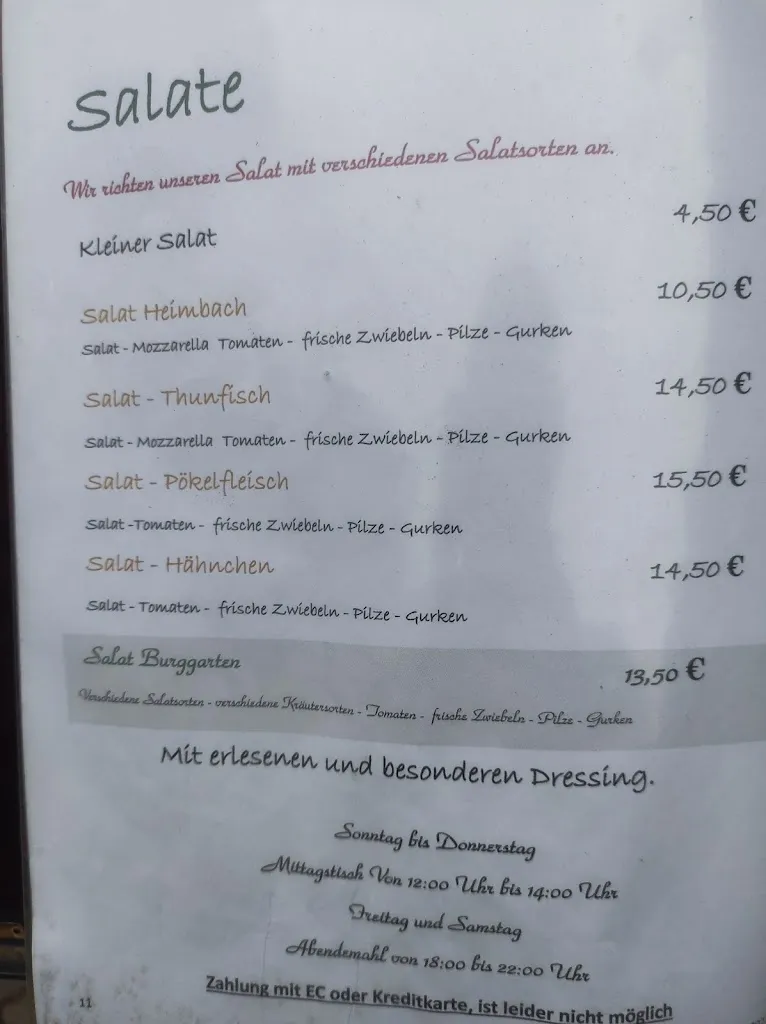 Salate
Wir richten unseren Salat mit verschiedenen Salatsorten an.
Kleiner Salat 4,50 €
Salat Heimbach 10,50 €
Salat - Mozzarella Tomaten - frische Zwiebeln - Pilze - Gurken
Salat - Thunfisch 14,50 €
Salat - Mozzarella Tomaten - frische Zwiebeln - Pilze - Gurken
Salat - Pökelfleisch 15,50 €
Salat -Tomaten - frische Zwiebeln - Pilze - Gurken
Salat - Hähnchen 14,50 €
Salat - Tomaten - frische Zwiebeln - Pilze - Gurken
Salat Burggarten 13,50 €
Verschiedene Salatsorten - verschiedene Kräutersorten - Tomaten - frische Zwiebeln - Pilze - Gurken
Mit erlesenen und besonderen Dressing.
Sonntag bis Donnerstag
Mittagstisch Von 12:00 Uhr bis 14:00 Uhr
Freitag und Samstag
Abendemahl von 18:00 bis 22:00 Uhr
Zahlung mit EC oder Kreditkarte, ist leider nicht möglich
11